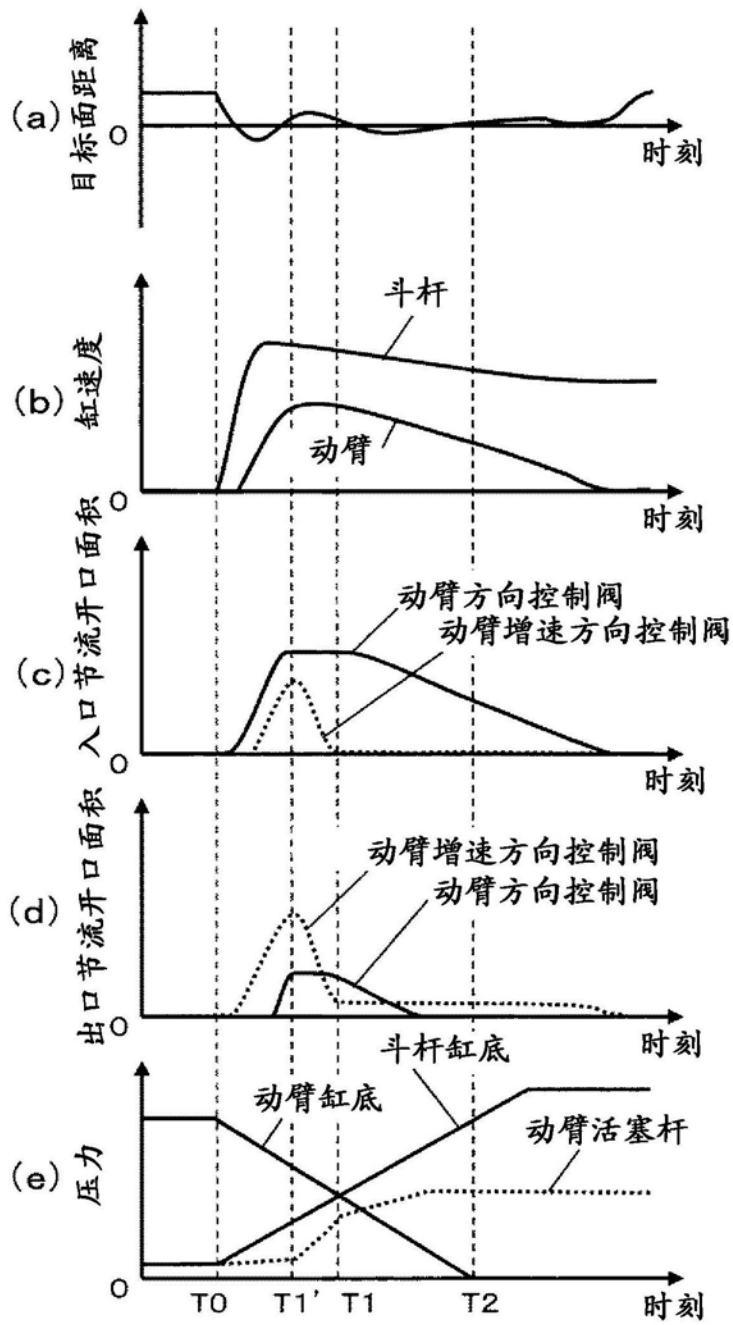 (a)
目标面距离
0
时刻
(b)
缸速度
斗杆
动臂
0
时刻
(c)
入口节流开口面积
动臂方向控制阀
动臂增速方向控制阀
0
时刻
(d)
出口节流开口面积
动臂增速方向控制阀
动臂方向控制阀
0
时刻
(e)
压力
动臂缸底
斗杆缸底
动臂活塞杆
0
T0
T1'
T1
T2
时刻